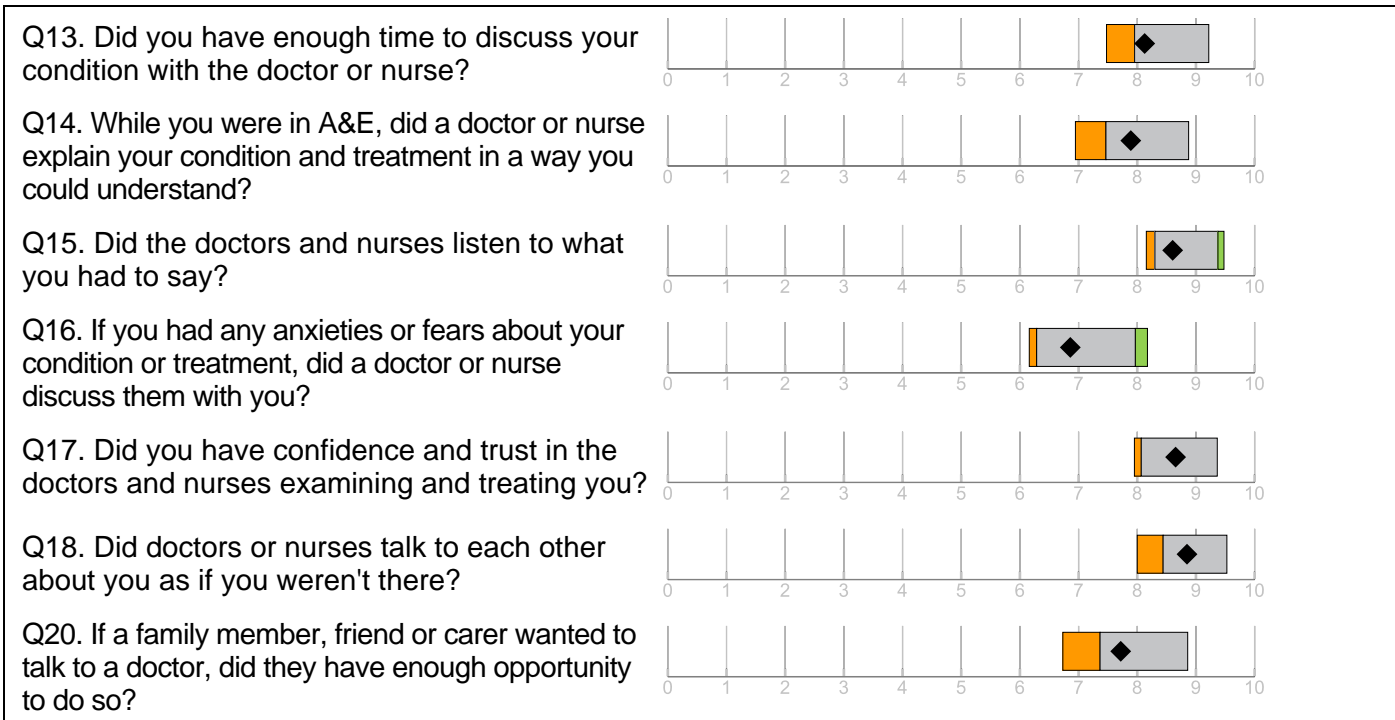 Q13. Did you have enough time to discuss your
condition with the doctor or nurse?
0 1 2 3 4 5 6 7 8 9 10
Q14. While you were in A&E, did a doctor or nurse
explain your condition and treatment in a way you
could understand?
0 1 2 3 4 5 6 7 8 9 10
Q15. Did the doctors and nurses listen to what
you had to say?
0 1 2 3 4 5 6 7 8 9 10
Q16. If you had any anxieties or fears about your
condition or treatment, did a doctor or nurse
discuss them with you?
0 1 2 3 4 5 6 7 8 9 10
Q17. Did you have confidence and trust in the
doctors and nurses examining and treating you?
0 1 2 3 4 5 6 7 8 9 10
Q18. Did doctors or nurses talk to each other
about you as if you weren't there?
0 1 2 3 4 5 6 7 8 9 10
Q20. If a family member, friend or carer wanted to
talk to a doctor, did they have enough opportunity
to do so?
0 1 2 3 4 5 6 7 8 9 10